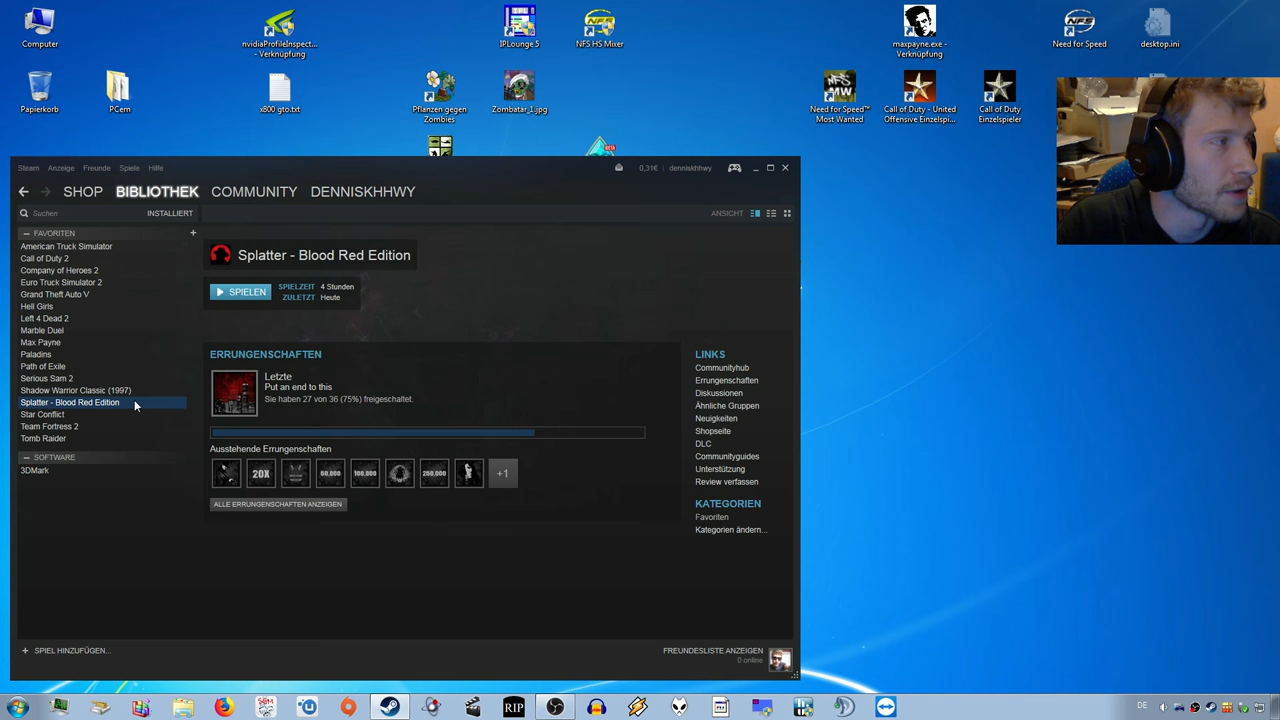 Computer
nvidiaProfileInspect...
- Verknüpfung
IPLounge 5
NFS HS Mixer
maxpayne.exe -
Verknüpfung
Need for Speed
desktop.ini
Papierkorb
PCem
x800 gto.txt
Pflanzen gegen
Zombies
Zombatar_1.jpg
Need for Speed™
Most Wanted
Call of Duty - United
Offensive Einzelspi...
Call of Duty
Einzelspieler
BETA
Steam Anzeige Freunde Spiele Hilfe
0,31€ denniskhhwy
SHOP BIBLIOTHEK COMMUNITY DENNISKHHWY
Suchen INSTALLIERT
ANSICHT
FAVORITEN
American Truck Simulator
Call of Duty 2
Company of Heroes 2
Euro Truck Simulator 2
Grand Theft Auto V
Hell Girls
Left 4 Dead 2
Marble Duel
Max Payne
Paladins
Path of Exile
Serious Sam 2
Shadow Warrior Classic (1997)
Splatter - Blood Red Edition
Star Conflict
Team Fortress 2
Tomb Raider
SOFTWARE
3DMark
Splatter - Blood Red Edition
SPIELEN
SPIELZEIT 4 Stunden
ZULETZT Heute
ERRUNGENSCHAFTEN
Letzte
Put an end to this
Sie haben 27 von 36 (75%) freigeschaltet.
Ausstehende Errungenschaften
20X 100,000 250,000 +1
ALLE ERRUNGENSCHAFTEN ANZEIGEN
LINKS
Communityhub
Errungenschaften
Diskussionen
Ähnliche Gruppen
Neuigkeiten
Shopseite
DLC
Communityguides
Unterstützung
Review verfassen
KATEGORIEN
Favoriten
Kategorien ändern...
+ SPIEL HINZUFÜGEN...
FREUNDESLISTE ANZEIGEN
0 online
RIP
DE